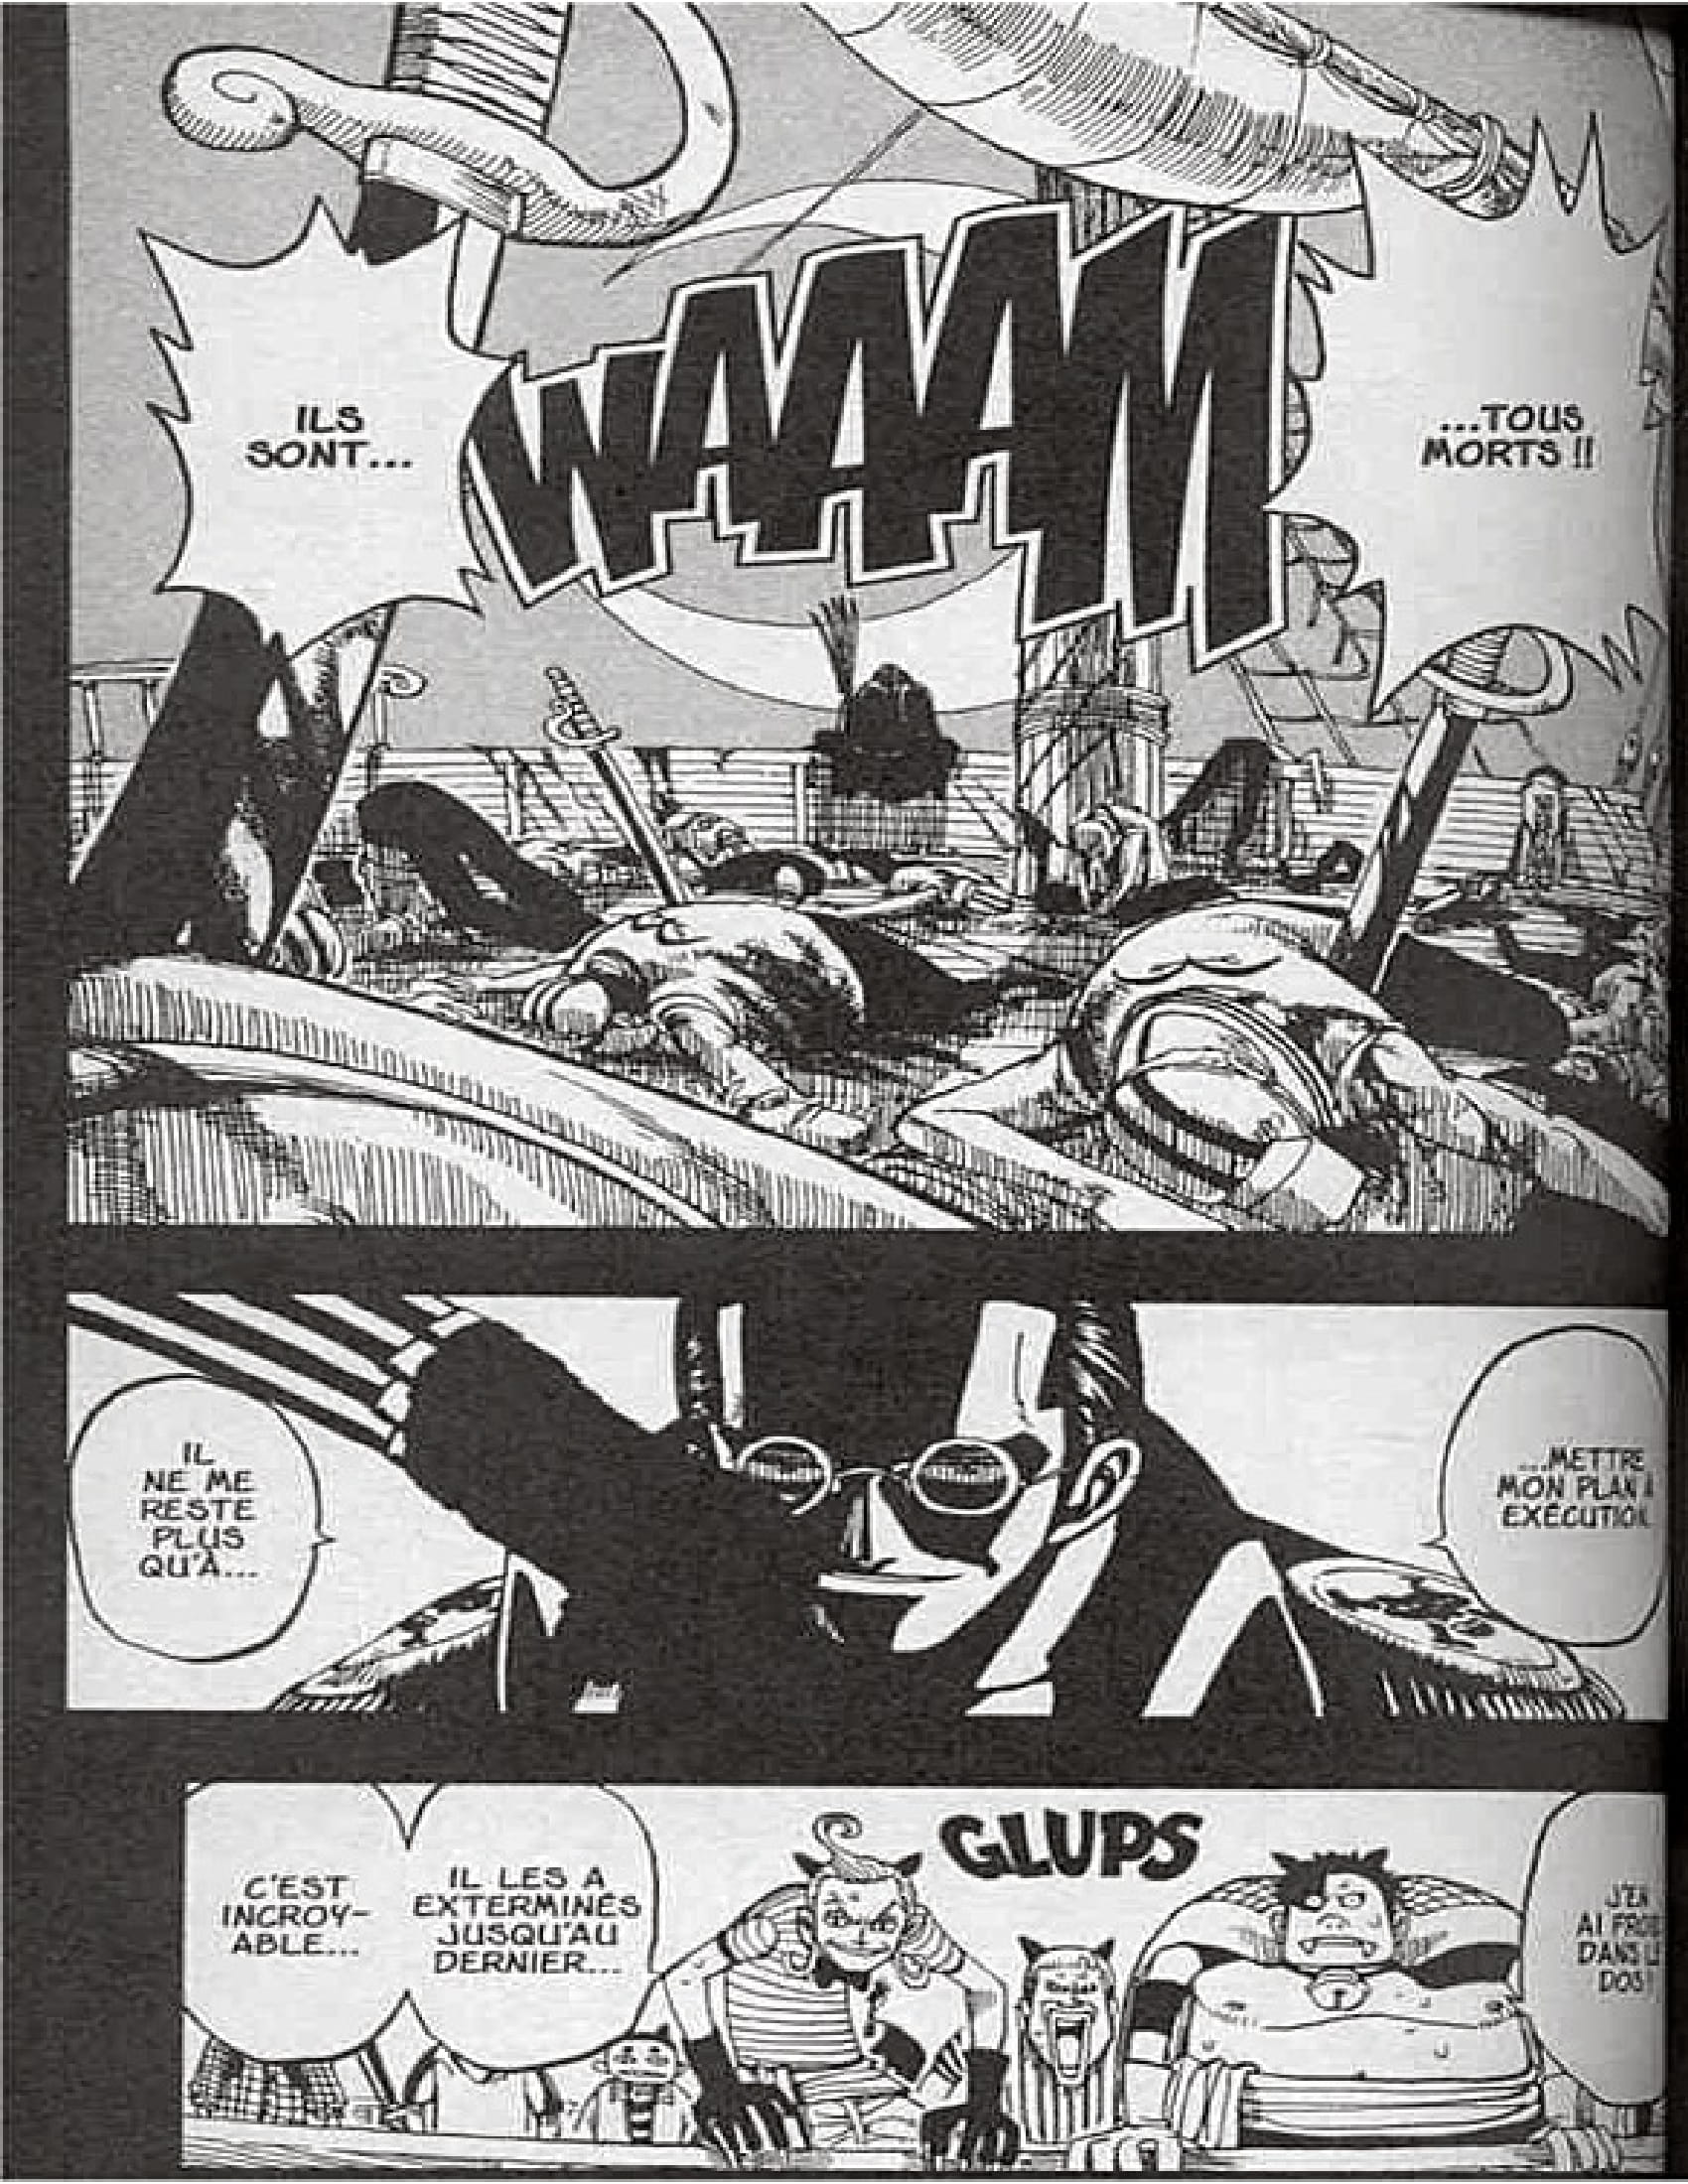 ILS
SONT...
WAAAM
...TOUS
MORTS !!
IL
NE ME
RESTE
PLUS
QU'À...
...METTRE
MON PLAN À
EXÉCUTION
C'EST
INCROY-
ABLE...
IL LES A
EXTERMINÉS
JUSQU'AU
DERNIER...
GLUPS
J'EN
AI FROID
DANS LE
DOS!